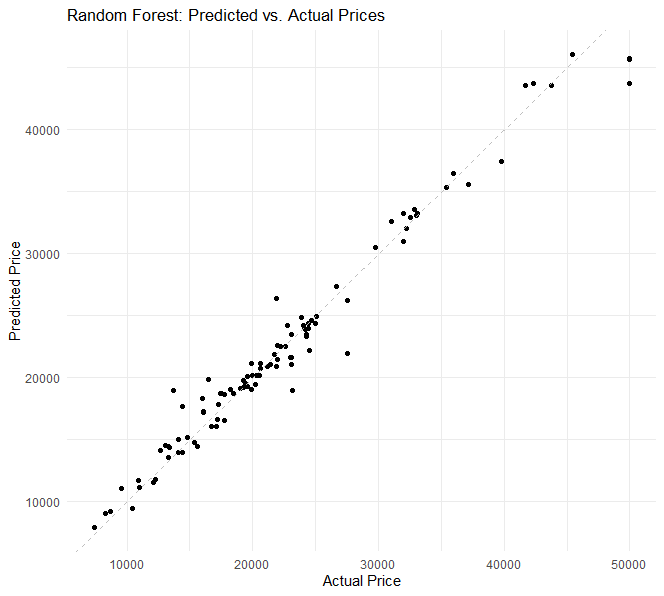 Random Forest: Predicted vs. Actual Prices
Predicted Price
40000
30000
20000
10000
10000 20000 30000 40000 50000
Actual Price